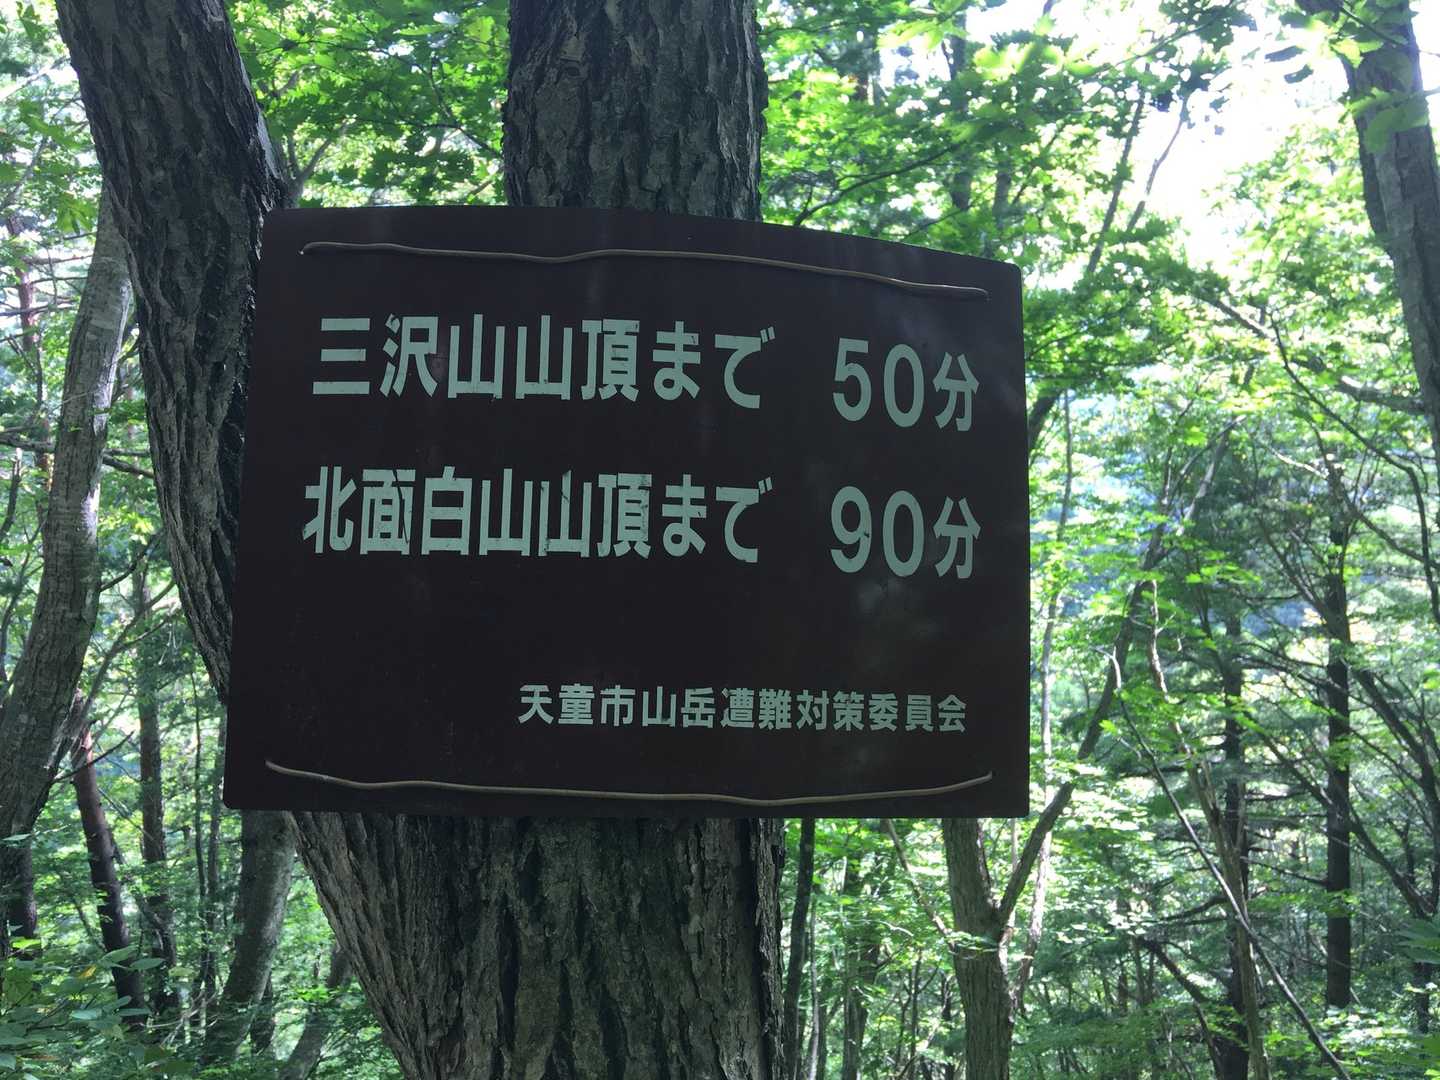 三沢山山頂まで 50分
北面白山山頂まで 90分
天童市山岳遭難対策委員会